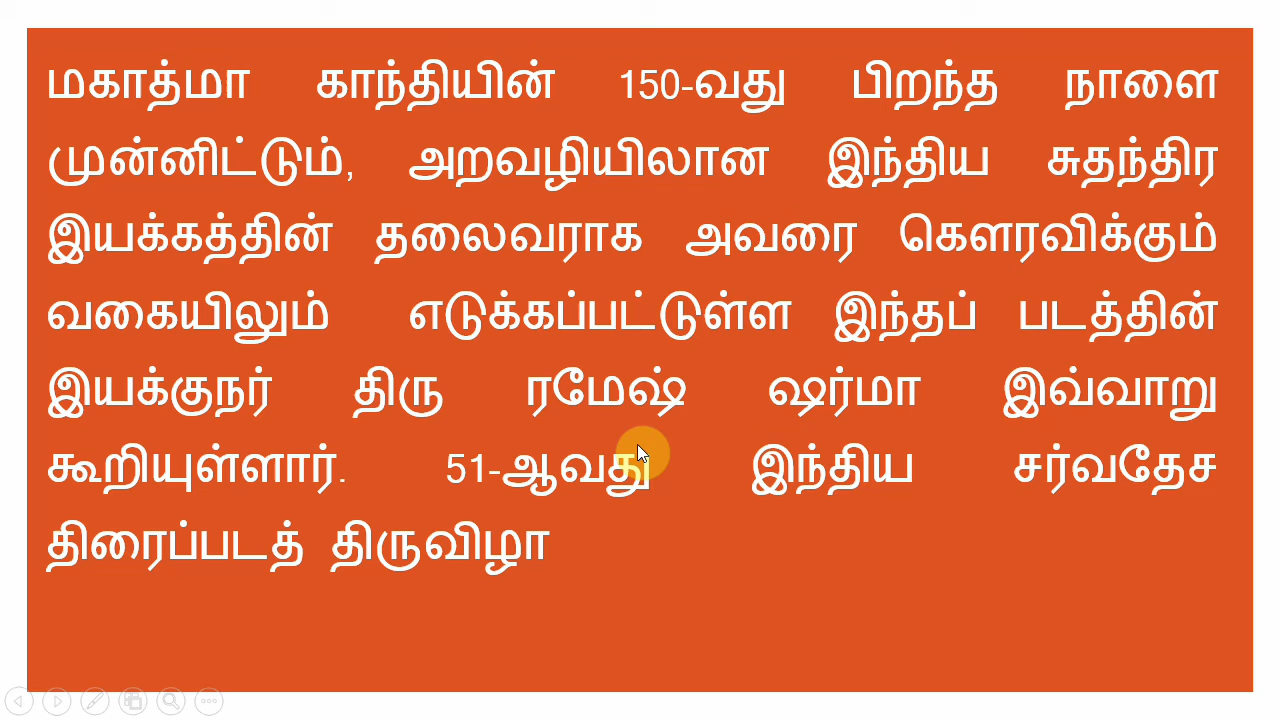 மகாத்மா காந்தியின் 150-வது பிறந்த நாளை
முன்னிட்டும், அறவழியிலான இந்திய சுதந்திர
இயக்கத்தின் தலைவராக அவரை கௌரவிக்கும்
வகையிலும் எடுக்கப்பட்டுள்ள இந்தப் படத்தின்
இயக்குநர் திரு ரமேஷ் ஷர்மா இவ்வாறு
கூறியுள்ளார். 51-ஆவது இந்திய சர்வதேச
திரைப்படத் திருவிழா